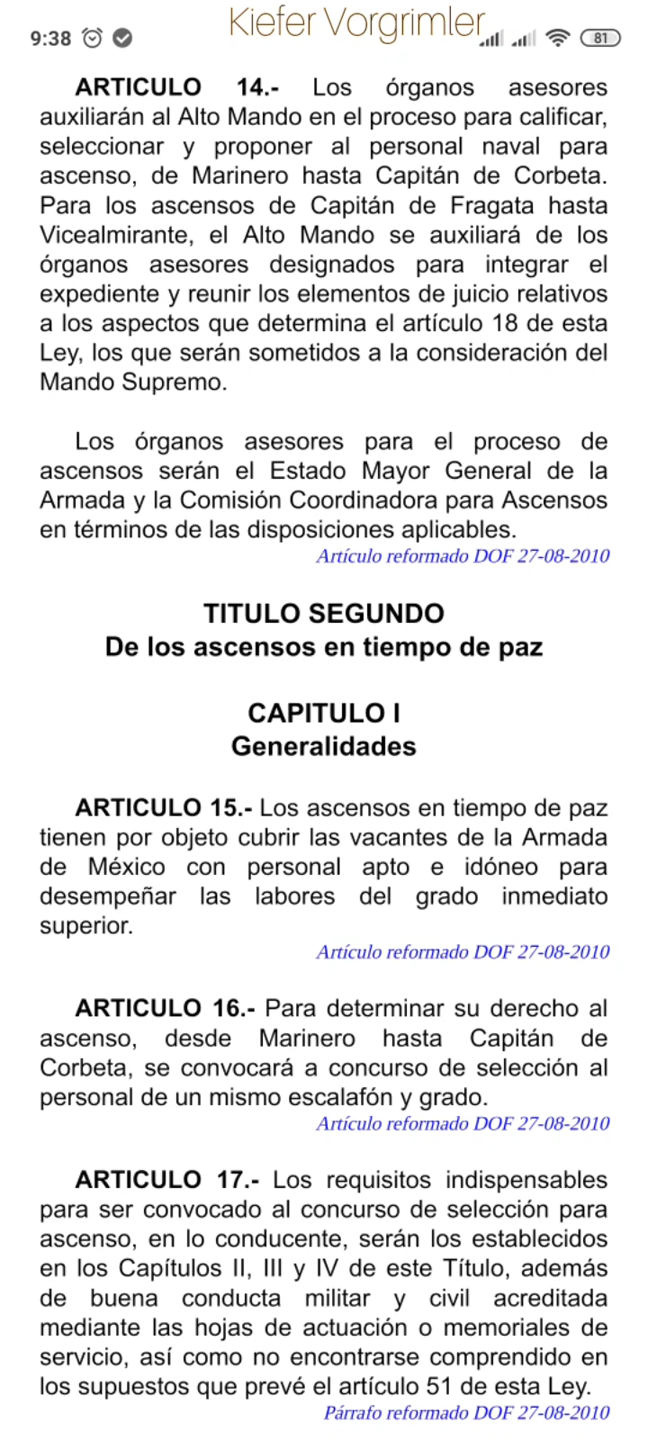 Kiefer Vorgrimler
9:38
81
ARTICULO 14.- Los órganos asesores
auxiliarán al Alto Mando en el proceso para calificar,
seleccionar y proponer al personal naval para
ascenso, de Marinero hasta Capitán de Corbeta.
Para los ascensos de Capitán de Fragata hasta
Vicealmirante, el Alto Mando se auxiliará de los
órganos asesores designados para integrar el
expediente y reunir los elementos de juicio relativos
a los aspectos que determina el artículo 18 de esta
Ley, los que serán sometidos a la consideración del
Mando Supremo.
Los órganos asesores para el proceso de
ascensos serán el Estado Mayor General de la
Armada y la Comisión Coordinadora para Ascensos
en términos de las disposiciones aplicables.
Artículo reformado DOF 27-08-2010
TITULO SEGUNDO
De los ascensos en tiempo de paz
CAPITULO I
Generalidades
ARTICULO 15.- Los ascensos en tiempo de paz
tienen por objeto cubrir las vacantes de la Armada
de México con personal apto e idóneo para
desempeñar las labores del grado inmediato
superior.
Artículo reformado DOF 27-08-2010
ARTICULO 16.- Para determinar su derecho al
ascenso, desde Marinero hasta Capitán de
Corbeta, se convocará a concurso de selección al
personal de un mismo escalafón y grado.
Artículo reformado DOF 27-08-2010
ARTICULO 17.- Los requisitos indispensables
para ser convocado al concurso de selección para
ascenso, en lo conducente, serán los establecidos
en los Capítulos II, III y IV de este Título, además
de buena conducta militar y civil acreditada
mediante las hojas de actuación o memoriales de
servicio, así como no encontrarse comprendido en
los supuestos que prevé el artículo 51 de esta Ley.
Párrafo reformado DOF 27-08-2010